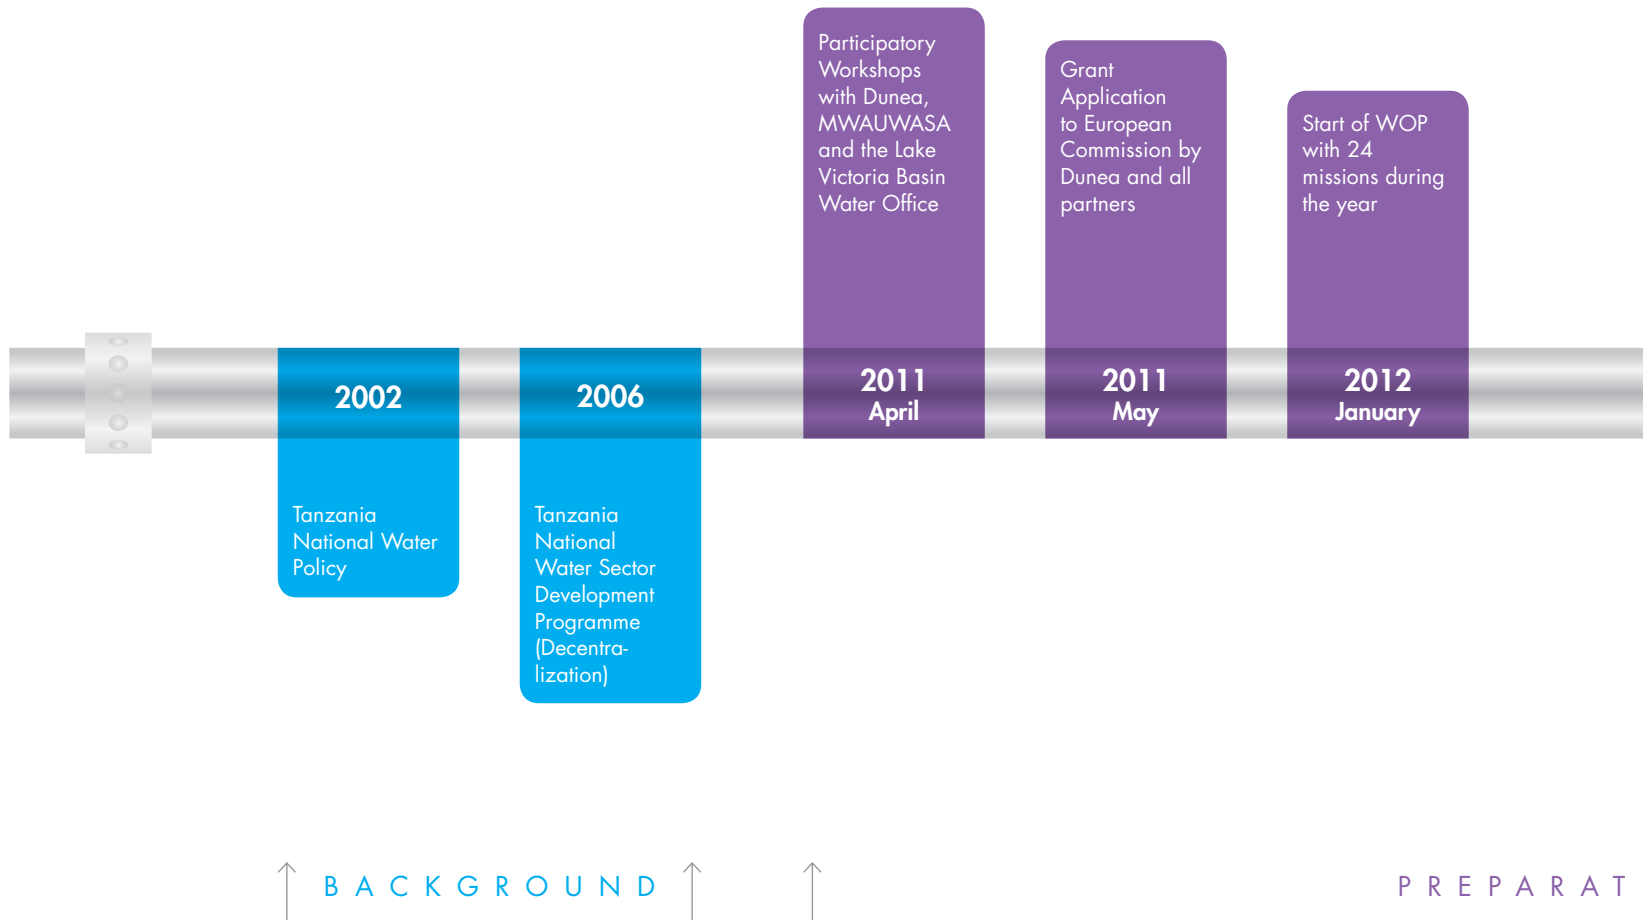 Participatory
Workshops
with Dunea,
MWAUWASA
and the Lake
Victoria Basin
Water Office
Grant
Application
to European
Commission by
Dunea and all
partners
Start of WOP
with 24
missions during
the year
2002
2006
2011
April
2011
May
2012
January
Tanzania
National Water
Policy
Tanzania
National
Water Sector
Development
Programme
(Decentra-
lization)
BACKGROUND
PREPARAT